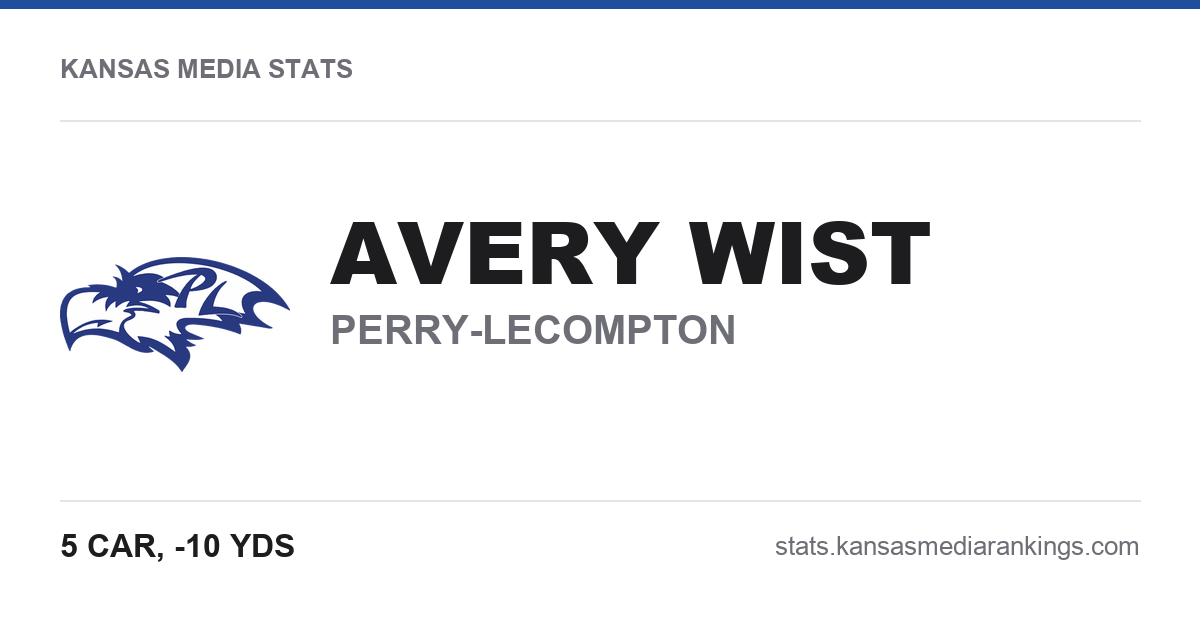 KANSAS MEDIA STATS
AVERY WIST
PL
PERRY-LECOMPTON
5 CAR, -10 YDS
stats.kansasmediarankings.com